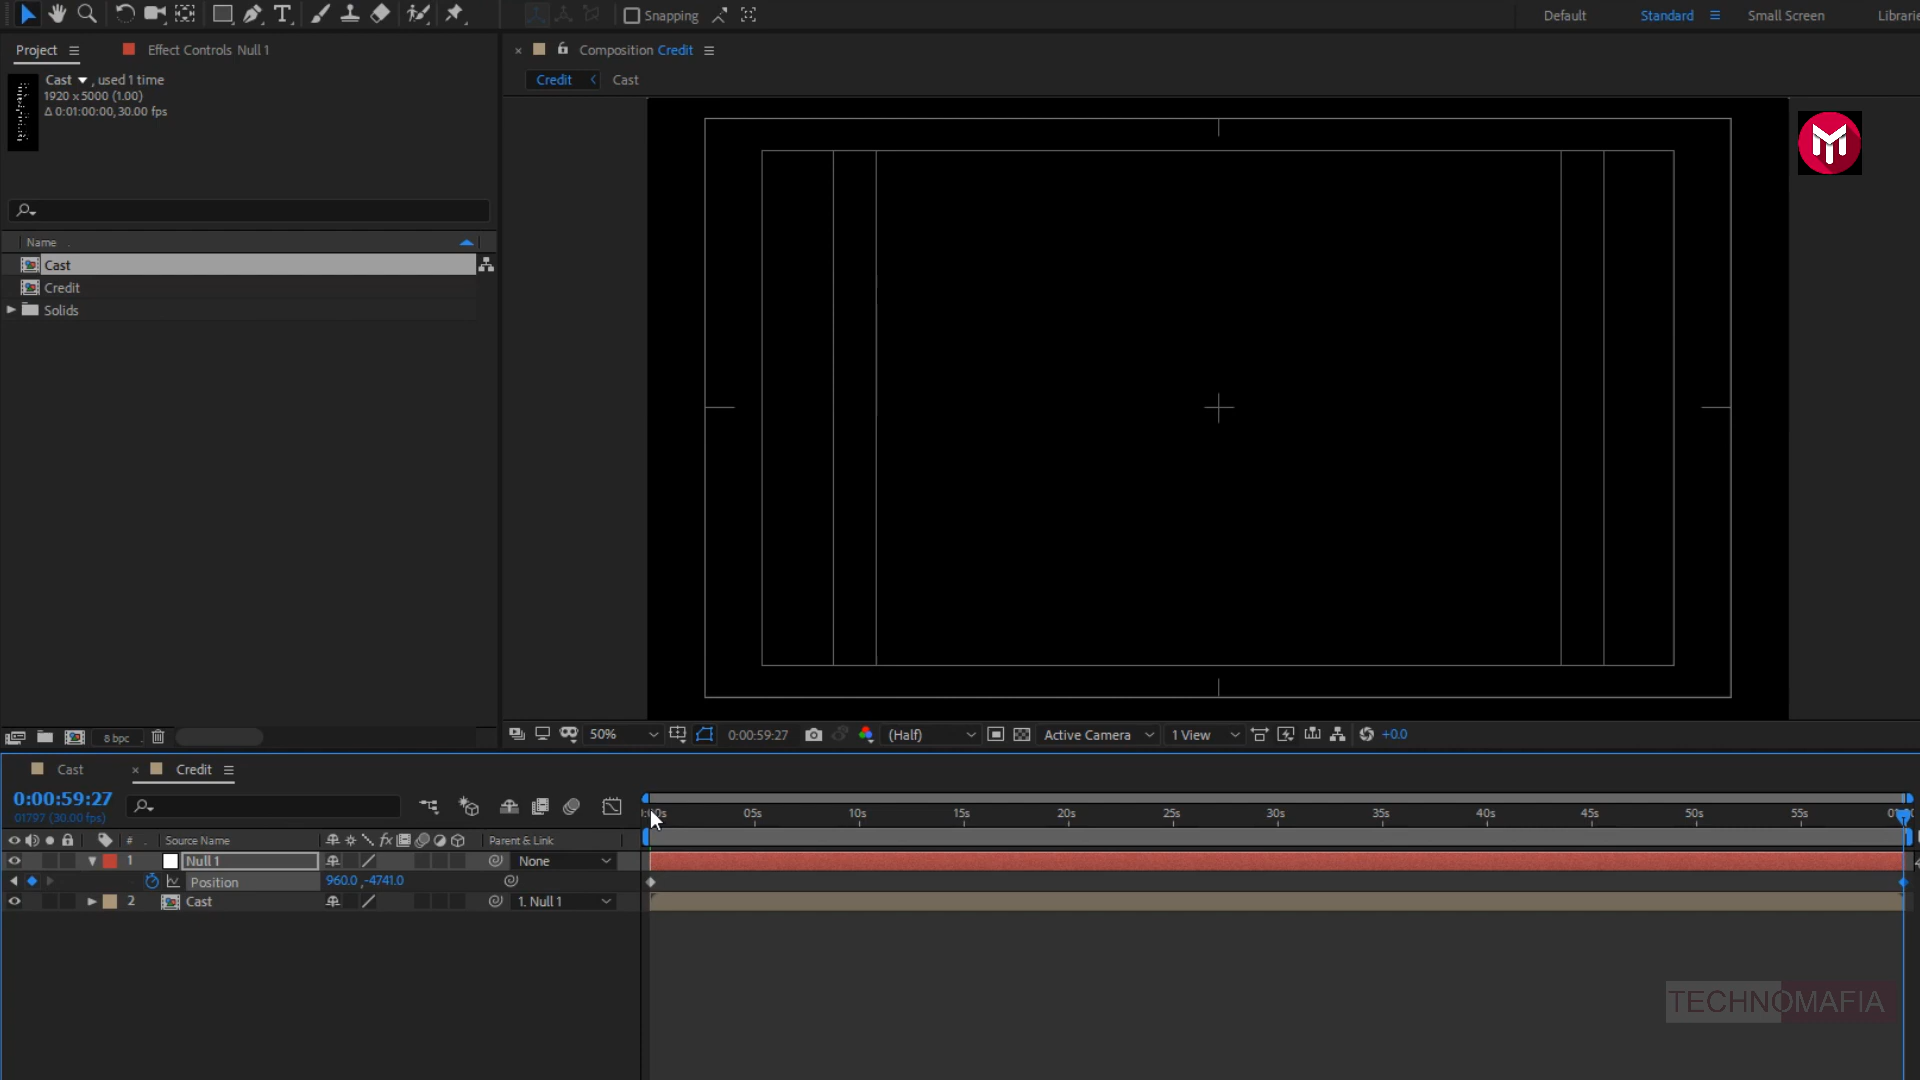 Snapping
Default
Standard
Small Screen
Librarie
Project
Effect Controls Null 1
Composition Credit
Cast , used 1 time
1920 x 5000 (1.00)
Δ 0:01:00:00, 30.00 fps
Credit
Cast
Name
Cast
Credit
Solids
8 bpc
50%
0:00:59:27
(Half)
Active Camera
1 View
+0.0
Cast
Credit
0:00:59:27
01797 (30.00 fps)
05s
10s
15s
20s
25s
30s
35s
40s
45s
50s
55s
#
Source Name
fx
Parent & Link
1
Null 1
None
Position
960.0 ,-4741.0
2
Cast
1. Null 1
TECHNOMAFIA